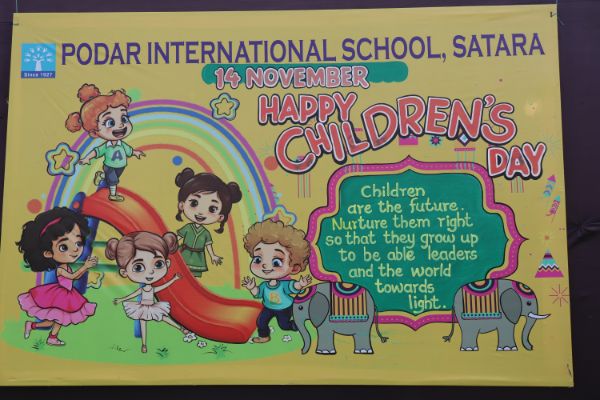 PODAR INTERNATIONAL SCHOOL, SATARA
Since 1927
14 NOVEMBER
HAPPY
CHILDREN'S
DAY
Children
are the future.
Nurture them right
so that they grow up
to be able leaders
and the world
towards
light.
A
B